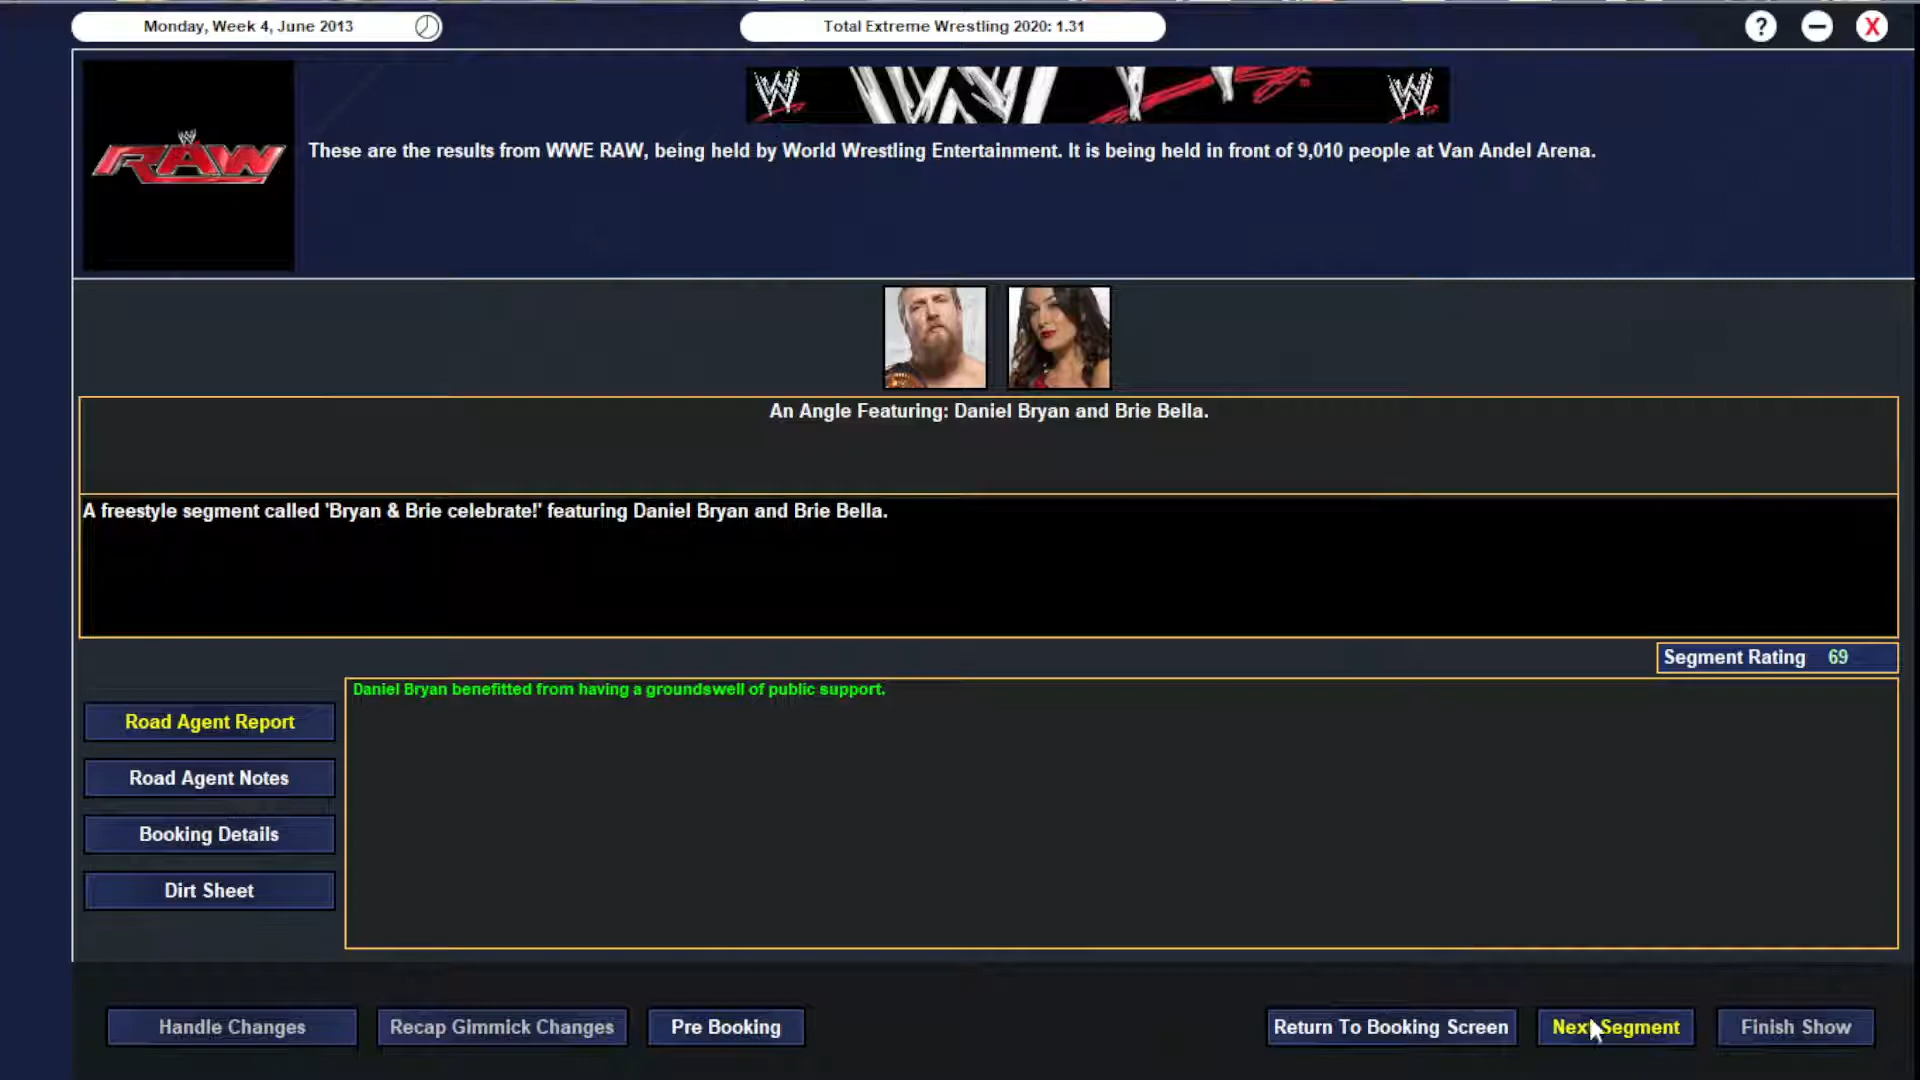 Monday, Week 4, June 2013
Total Extreme Wrestling 2020: 1.31
?
X
RAW
These are the results from WWE RAW, being held by World Wrestling Entertainment. It is being held in front of 9,010 people at Van Andel Arena.
An Angle Featuring: Daniel Bryan and Brie Bella.
A freestyle segment called 'Bryan & Brie celebrate!' featuring Daniel Bryan and Brie Bella.
Segment Rating 69
Daniel Bryan benefitted from having a groundswell of public support.
Road Agent Report
Road Agent Notes
Booking Details
Dirt Sheet
Handle Changes
Recap Gimmick Changes
Pre Booking
Return To Booking Screen
Next Segment
Finish Show